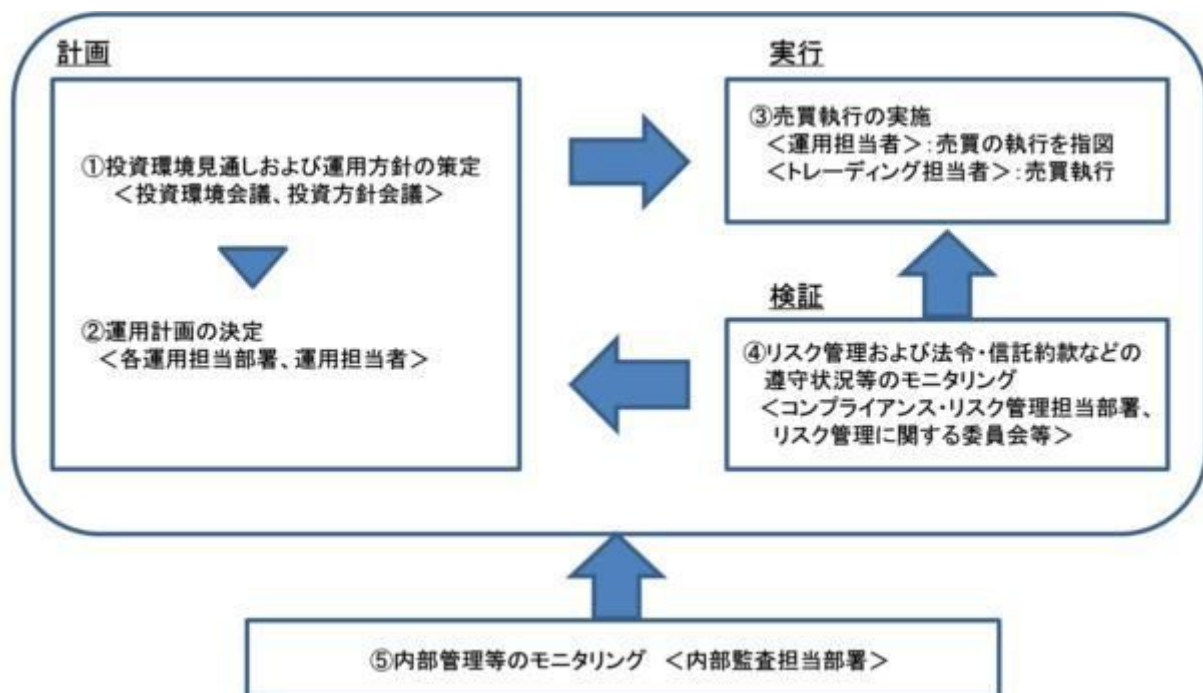 計画
①投資環境見通しおよび運用方針の策定
＜投資環境会議、投資方針会議＞
②運用計画の決定
＜各運用担当部署、運用担当者＞
実行
③売買執行の実施
＜運用担当者＞：売買の執行を指図
＜トレーディング担当者＞：売買執行
検証
④リスク管理および法令・信託約款などの
遵守状況等のモニタリング
＜コンプライアンス・リスク管理担当部署、
リスク管理に関する委員会等＞
⑤内部管理等のモニタリング ＜内部監査担当部署＞